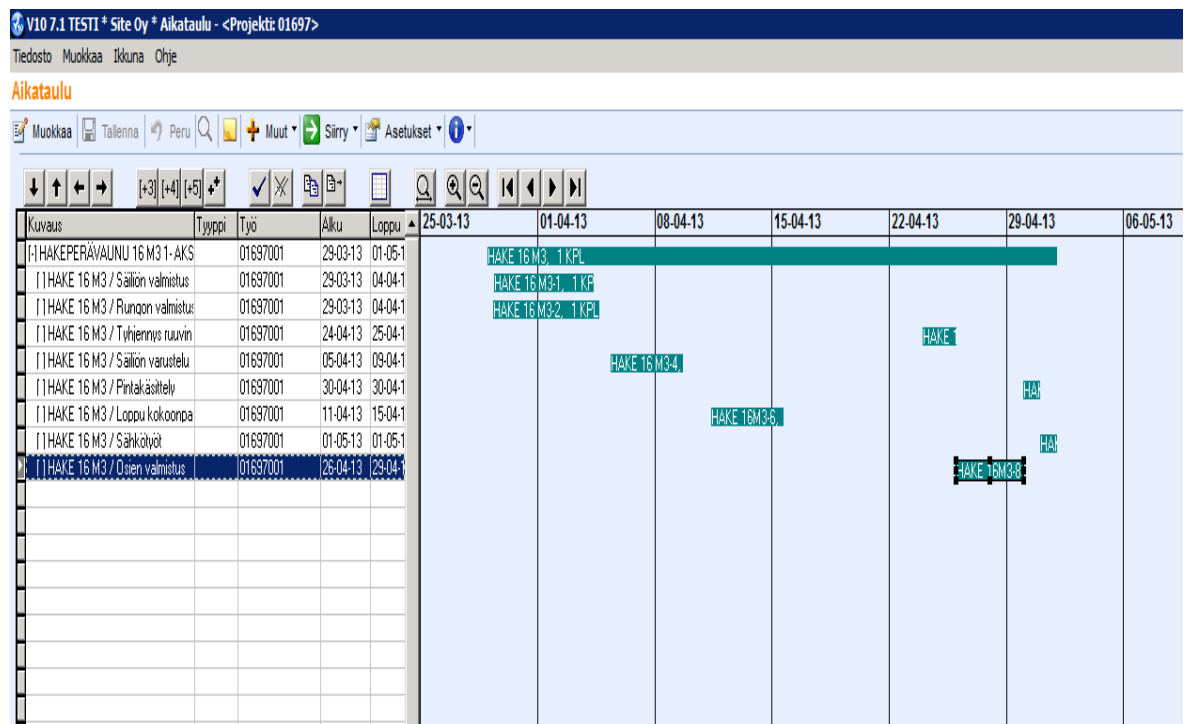 V10 7.1 TESTI * Site Oy * Aikataulu - <Projekti: 01697>
Tiedosto Muokkaa Ikkuna Ohje
Aikataulu
Muokkaa Tallenna Peru Muut Siirry Asetukset
[+3] [+4] [+5]
Kuvaus Tyyppi Työ Alku Loppu 25-03-13 01-04-13 08-04-13 15-04-13 22-04-13 29-04-13 06-05-13
[-] HAKEPERÄVAUNU 16 M3 1- AKS 01697001 29-03-13 01-05-1 HAKE 16 M3, 1 KPL
[ ] HAKE 16 M3 / Säiliön valmistus 01697001 29-03-13 04-04-1 HAKE 16 M3-1, 1 KP
[ ] HAKE 16 M3 / Rungon valmistus 01697001 29-03-13 04-04-1 HAKE 16 M3-2, 1 KPL
[ ] HAKE 16 M3 / Tyhjennys ruuvin 01697001 24-04-13 25-04-1 HAKE 1
[ ] HAKE 16 M3 / Säiliön varustelu 01697001 05-04-13 09-04-1 HAKE 16 M3-4,
[ ] HAKE 16 M3 / Pintakäsittely 01697001 30-04-13 30-04-1 HAK
[ ] HAKE 16 M3 / Loppu kokoonpa 01697001 11-04-13 15-04-1 HAKE 16M3-6,
[ ] HAKE 16 M3 / Sähkötyöt 01697001 01-05-13 01-05-1 HAK
[ ] HAKE 16 M3 / Osien valmistus 01697001 26-04-13 29-04-1 HAKE 16M3-8